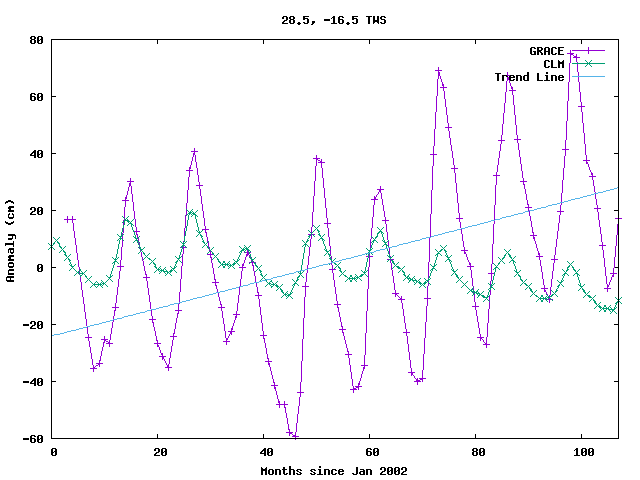 28.5, -16.5 TWS
80
60
40
20
0
-20
-40
-60
Anomaly (cm)
GRACE
CLM
Trend Line
0 20 40 60 80 100
Months since Jan 2002